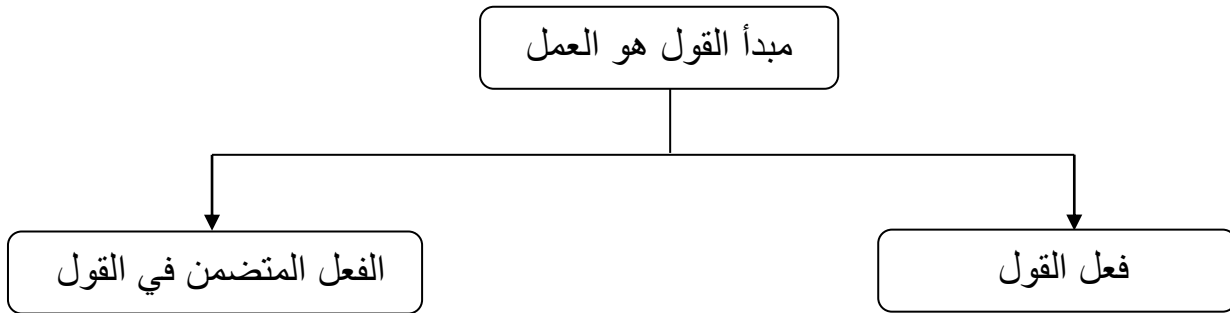 مبدأ القول هو العمل
فعل القول
الفعل المتضمن في القول